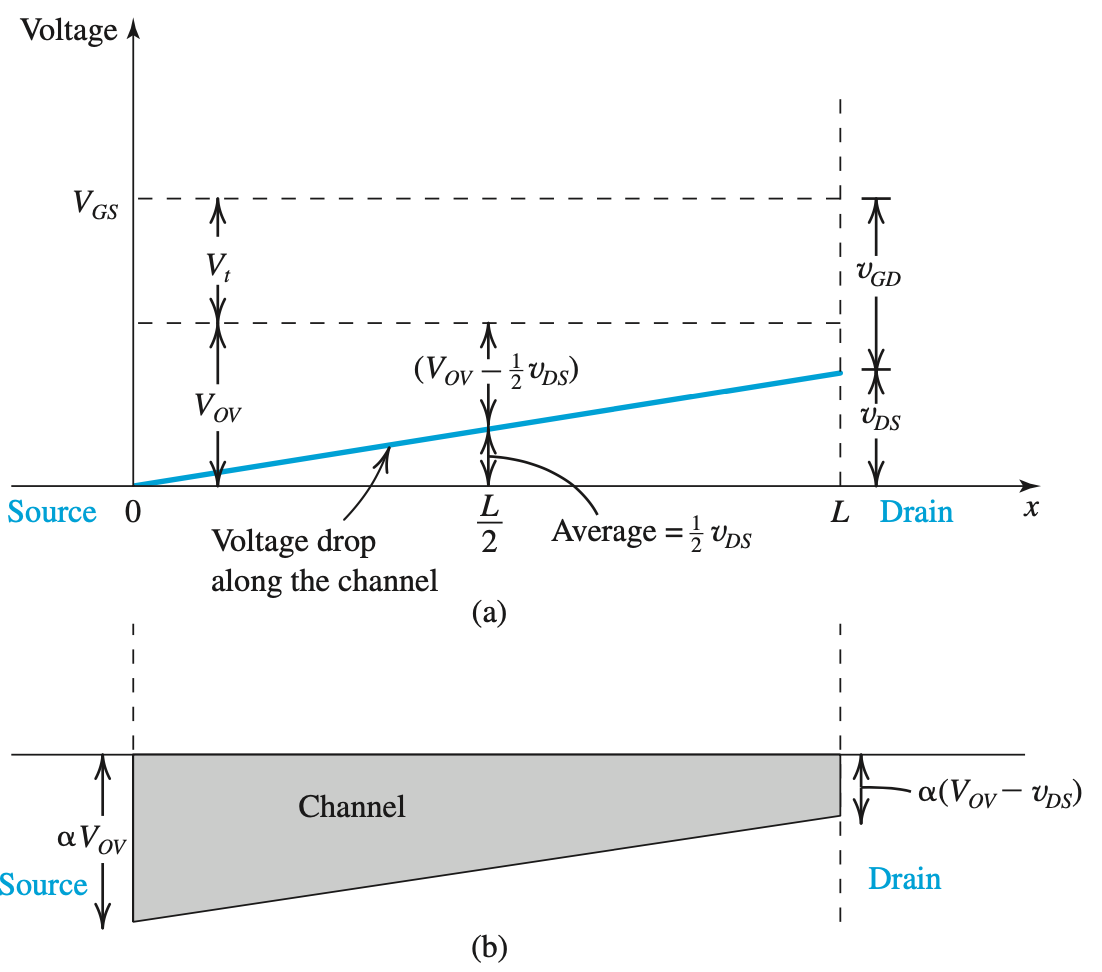 Voltage
V_GS
V_t
v_GD
(V_OV − 1/2 v_DS)
V_OV
v_DS
Source 0 L/2 L Drain x
Voltage drop
along the channel
Average = 1/2 v_DS
(a)
Channel
α(V_OV − v_DS)
αV_OV
Source
Drain
(b)